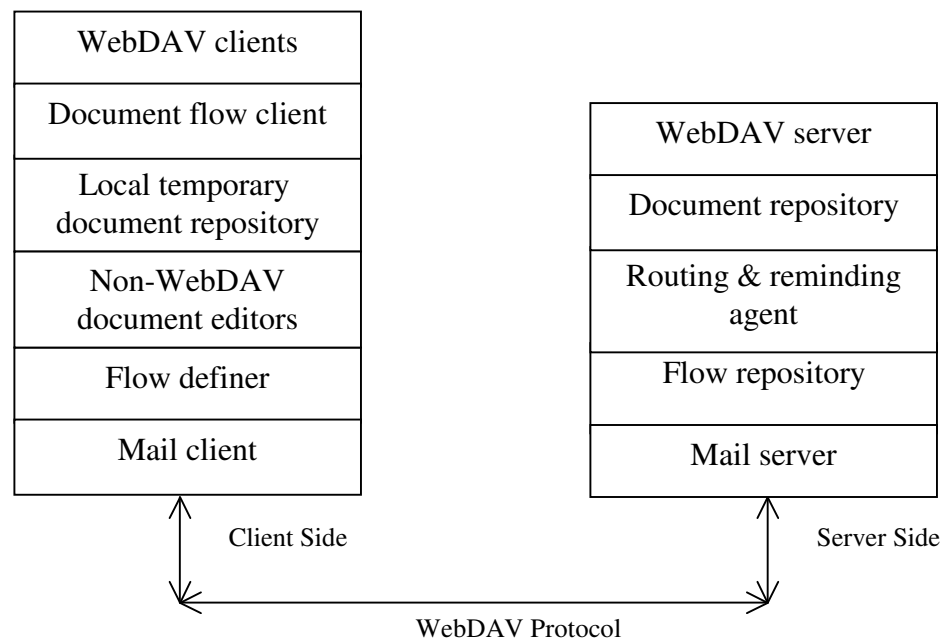 WebDAV clients
Document flow client
Local temporary
document repository
Non-WebDAV
document editors
Flow definer
Mail client
WebDAV server
Document repository
Routing & reminding
agent
Flow repository
Mail server
Client Side
Server Side
WebDAV Protocol